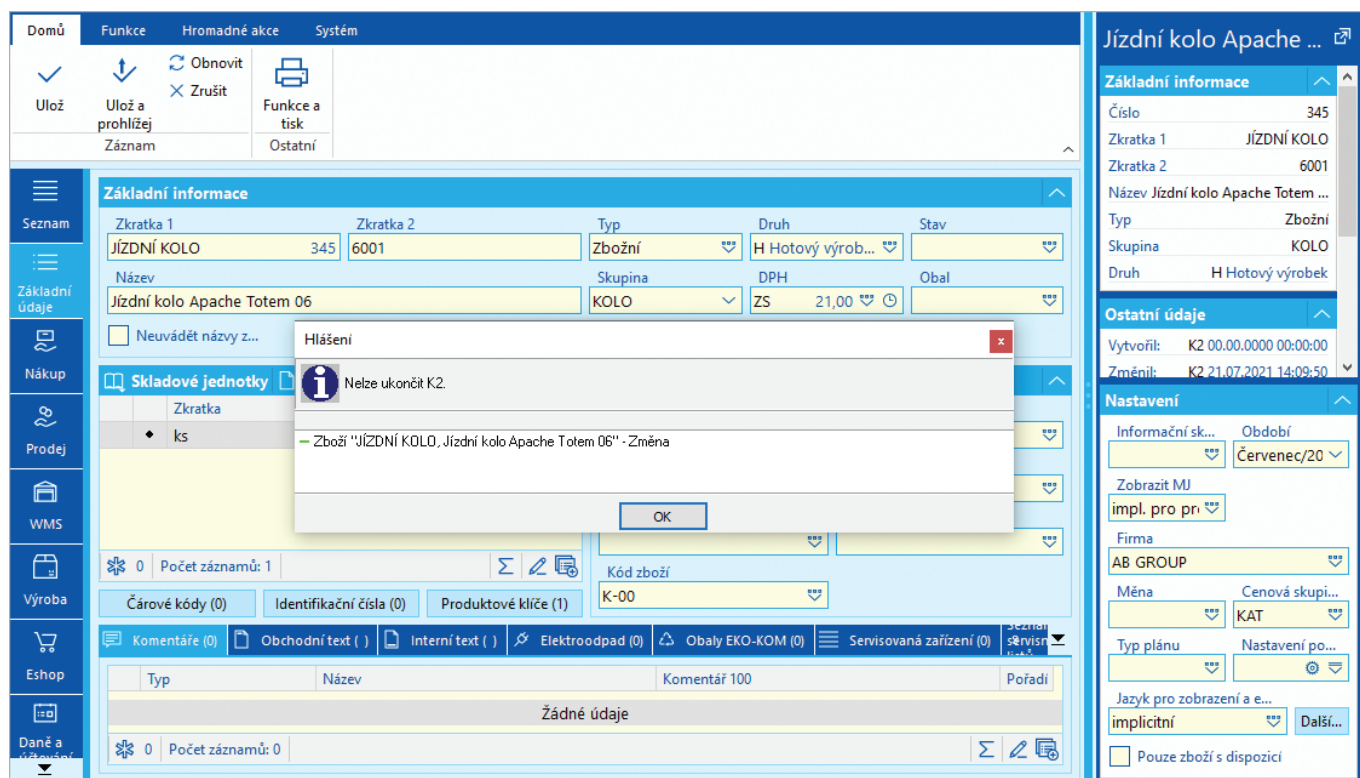 Domů Funkce Hromadné akce Systém
Ulož
Ulož a prohlížej
Obnovit
Zrušit
Záznam
Funkce a tisk
Ostatní
Seznam
Základní údaje
Nákup
Prodej
WMS
Výroba
Eshop
Daně a účtování
Základní informace
Zkratka 1 Zkratka 2 Typ Druh Stav
JÍZDNÍ KOLO 345 6001 Zbožní H Hotový výrob...
Název Skupina DPH Obal
Jízdní kolo Apache Totem 06 KOLO ZS 21,00
Neuvádět názvy z...
Skladové jednotky
Zkratka
ks
0 Počet záznamů: 1
Čárové kódy (0) Identifikační čísla (0) Produktové klíče (1)
Kód zboží
K-00
Hlášení
x
Nelze ukončit K2.
Zboží "JÍZDNÍ KOLO, Jízdní kolo Apache Totem 06" - Změna
OK
Komentáře (0) Obchodní text ( ) Interní text ( ) Elektroodpad (0) Obaly EKO-KOM (0) Servisovaná zařízení (0)
Typ Název Komentář 100 Pořadí
Žádné údaje
0 Počet záznamů: 0
Jízdní kolo Apache ...
Základní informace
Číslo 345
Zkratka 1 JÍZDNÍ KOLO
Zkratka 2 6001
Název Jízdní kolo Apache Totem ...
Typ Zbožní
Skupina KOLO
Druh H Hotový výrobek
Ostatní údaje
Vytvořil: K2 00.00.0000 00:00:00
Změnil: K2 21.07.2021 14:09:50
Nastavení
Informační sk... Období
Červenec/20
Zobrazit MJ
impl. pro pr
Firma
AB GROUP
Měna Cenová skupi...
KAT
Typ plánu Nastavení po...
Jazyk pro zobrazení a e...
implicitní Další...
Pouze zboží s dispozicí